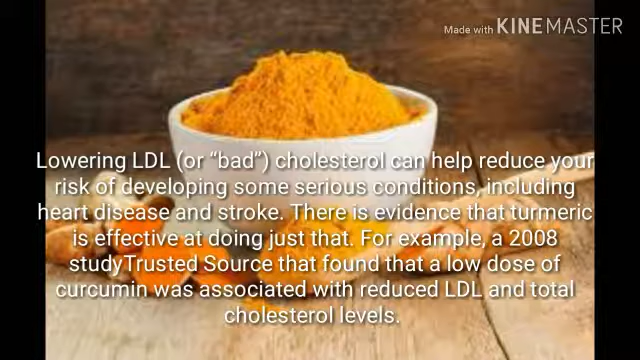 Made with KINEMASTER
Lowering LDL (or “bad”) cholesterol can help reduce your
risk of developing some serious conditions, including
heart disease and stroke. There is evidence that turmeric
is effective at doing just that. For example, a 2008
studyTrusted Source that found that a low dose of
curcumin was associated with reduced LDL and total
cholesterol levels.